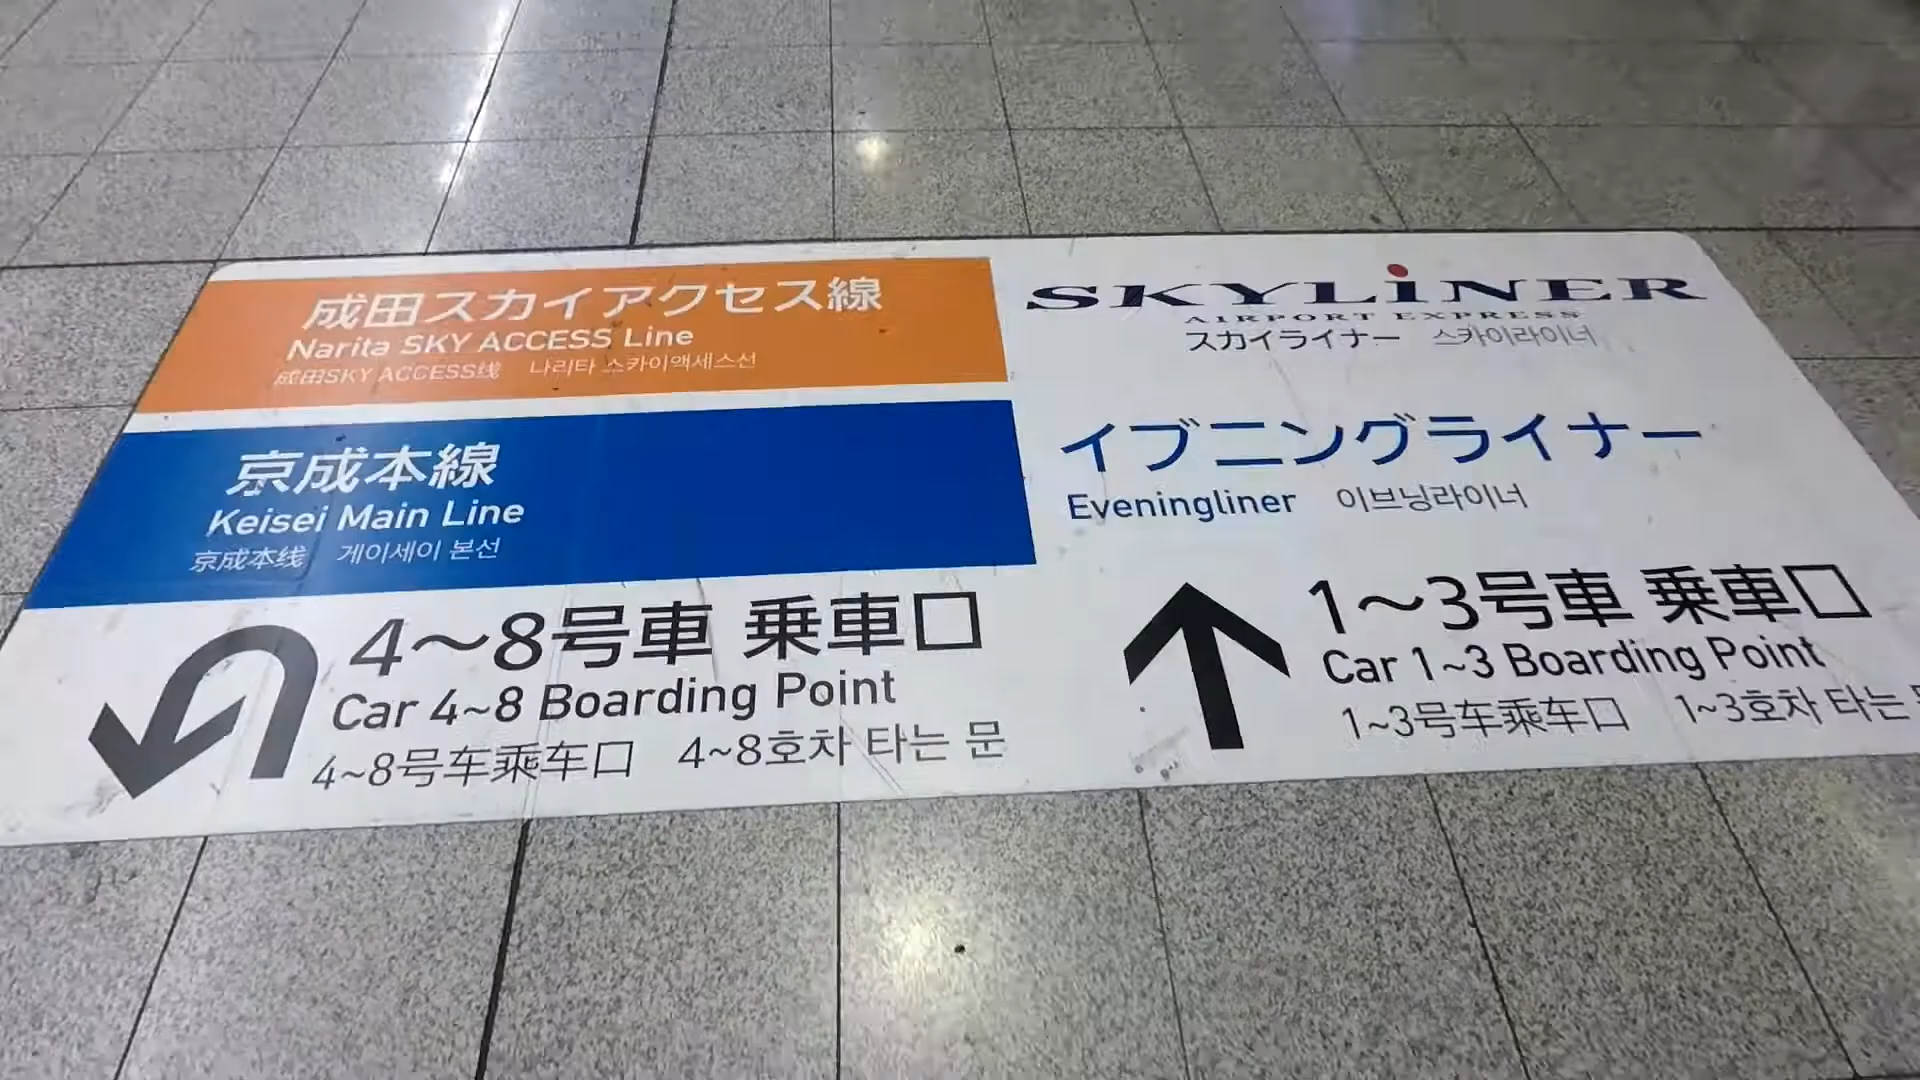 成田スカイアクセス線
Narita SKY ACCESS Line
成田SKY ACCESS线 나리타 스카이액세스선
京成本線
Keisei Main Line
京成本线 게이세이 본선
4～8号車 乗車口
Car 4~8 Boarding Point
4~8号车乘车口 4~8호차 타는 문
SKYLiNER
AIRPORT EXPRESS
スカイライナー 스카이라이너
イブニングライナー
Eveningliner 이브닝라이너
1～3号車 乗車口
Car 1~3 Boarding Point
1~3号车乘车口 1~3호차 타는